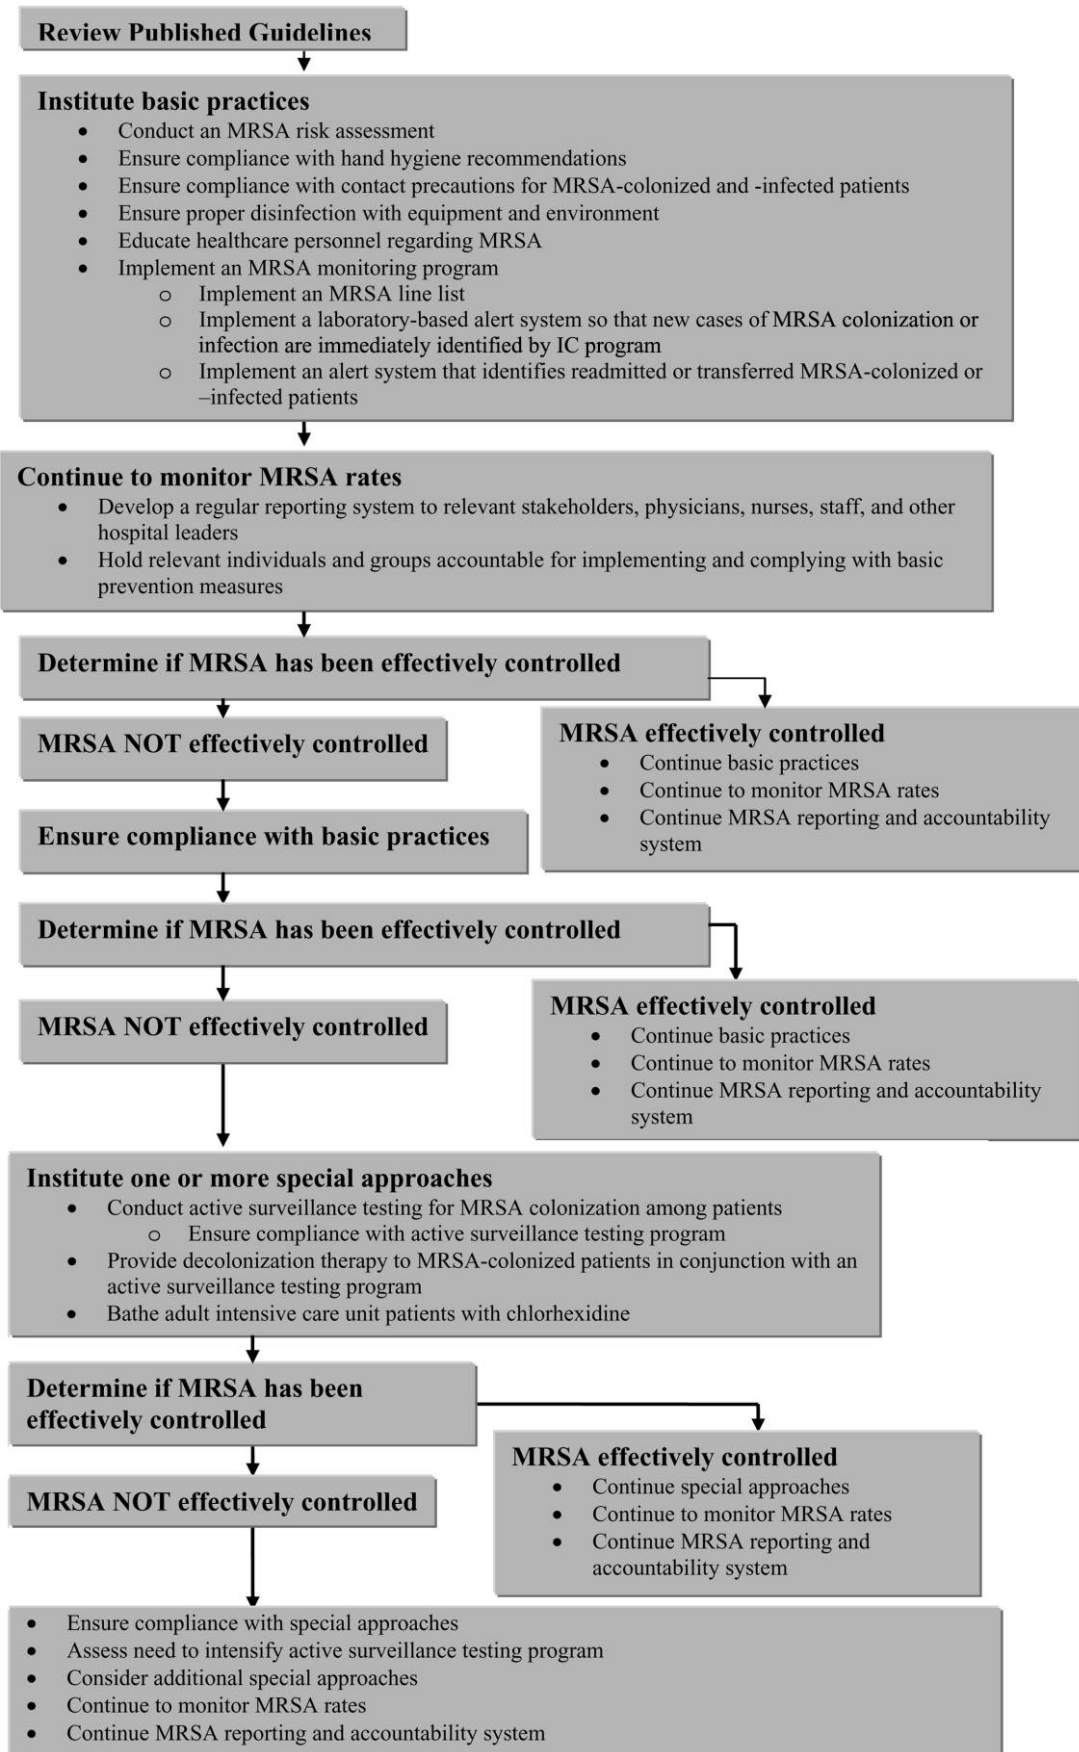 Review Published Guidelines
Institute basic practices
• Conduct an MRSA risk assessment
• Ensure compliance with hand hygiene recommendations
• Ensure compliance with contact precautions for MRSA-colonized and -infected patients
• Ensure proper disinfection with equipment and environment
• Educate healthcare personnel regarding MRSA
• Implement an MRSA monitoring program
o Implement an MRSA line list
o Implement a laboratory-based alert system so that new cases of MRSA colonization or
infection are immediately identified by IC program
o Implement an alert system that identifies readmitted or transferred MRSA-colonized or
–infected patients
Continue to monitor MRSA rates
• Develop a regular reporting system to relevant stakeholders, physicians, nurses, staff, and other
hospital leaders
• Hold relevant individuals and groups accountable for implementing and complying with basic
prevention measures
Determine if MRSA has been effectively controlled
MRSA NOT effectively controlled
MRSA effectively controlled
• Continue basic practices
• Continue to monitor MRSA rates
• Continue MRSA reporting and accountability
system
Ensure compliance with basic practices
Determine if MRSA has been effectively controlled
MRSA NOT effectively controlled
MRSA effectively controlled
• Continue basic practices
• Continue to monitor MRSA rates
• Continue MRSA reporting and accountability
system
Institute one or more special approaches
• Conduct active surveillance testing for MRSA colonization among patients
o Ensure compliance with active surveillance testing program
• Provide decolonization therapy to MRSA-colonized patients in conjunction with an
active surveillance testing program
• Bathe adult intensive care unit patients with chlorhexidine
Determine if MRSA has been
effectively controlled
MRSA NOT effectively controlled
MRSA effectively controlled
• Continue special approaches
• Continue to monitor MRSA rates
• Continue MRSA reporting and
accountability system
• Ensure compliance with special approaches
• Assess need to intensify active surveillance testing program
• Consider additional special approaches
• Continue to monitor MRSA rates
• Continue MRSA reporting and accountability system